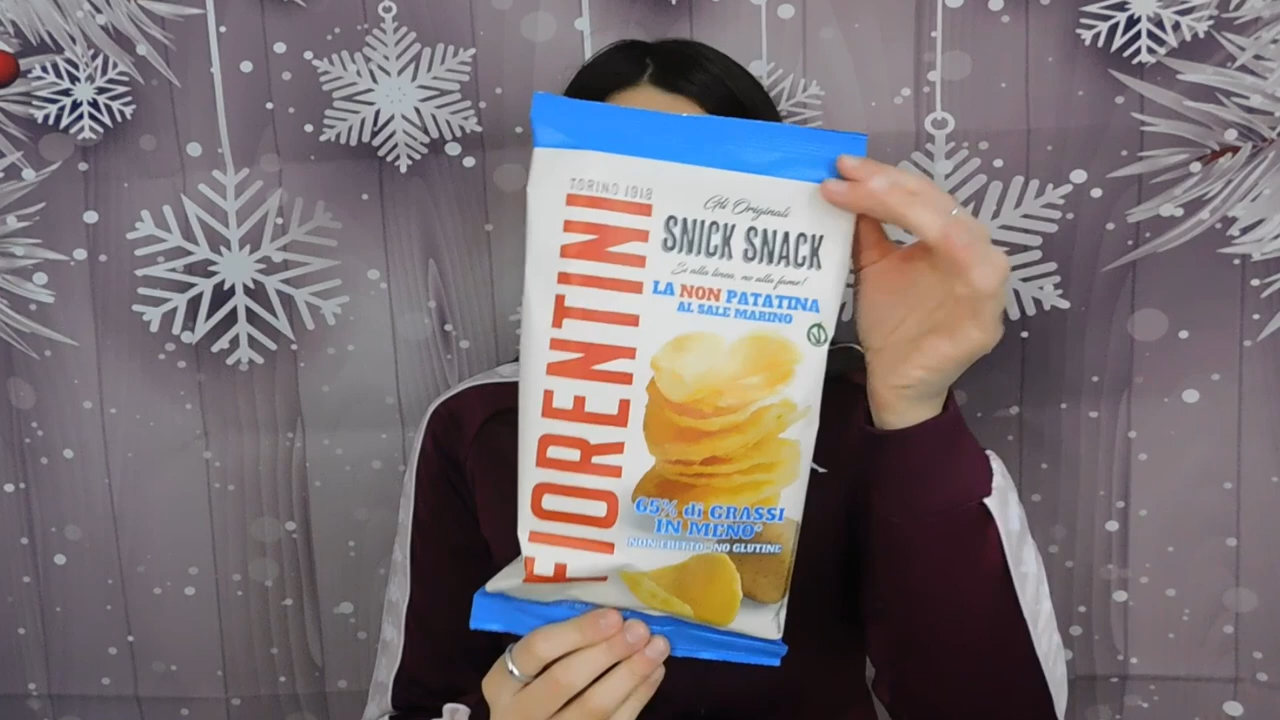 TORINO 1918
FIORENTINI
Gli Originali
SNICK SNACK
Sì alla linea, no alla fame!
LA NON PATATINA
AL SALE MARINO
65% di GRASSI
IN MENO*
NON FRITTO - NO GLUTINE